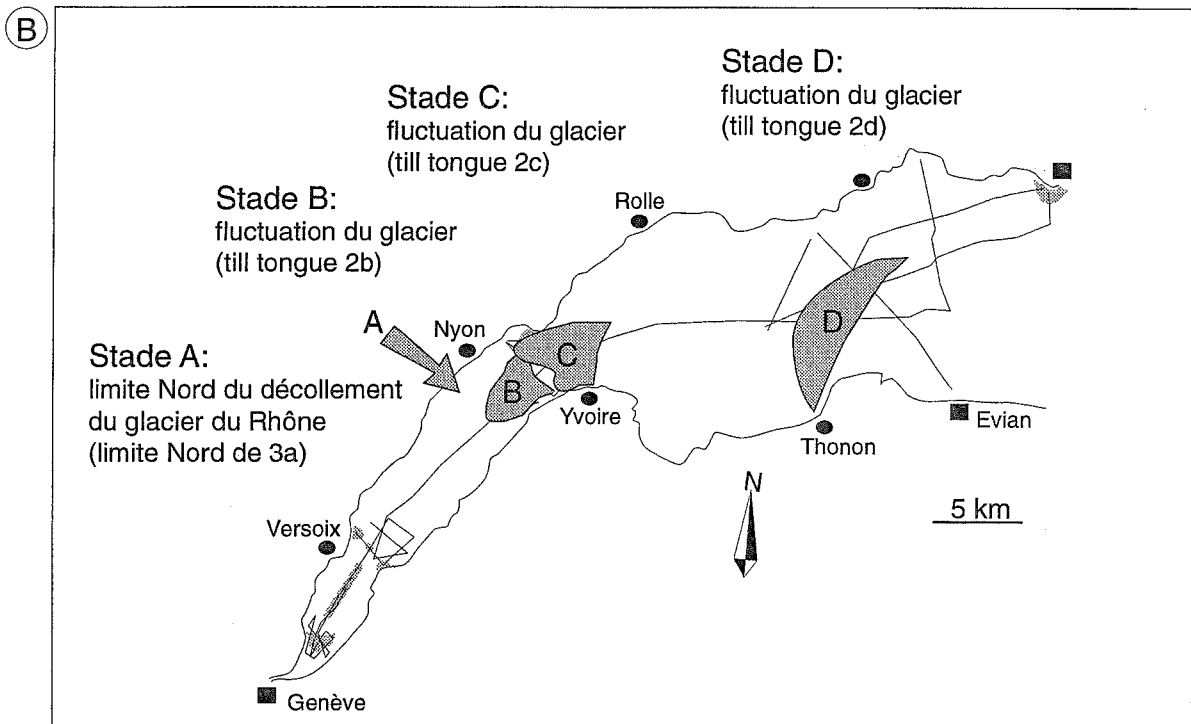 B
Stade D:
fluctuation du glacier
(till tongue 2d)
Stade C:
fluctuation du glacier
(till tongue 2c)
Stade B:
fluctuation du glacier
(till tongue 2b)
Stade A:
limite Nord du décollement
du glacier du Rhône
(limite Nord de 3a)
Rolle
A
Nyon
D
C
B
Yvoire
Evian
Thonon
N
5 km
Versoix
Genève